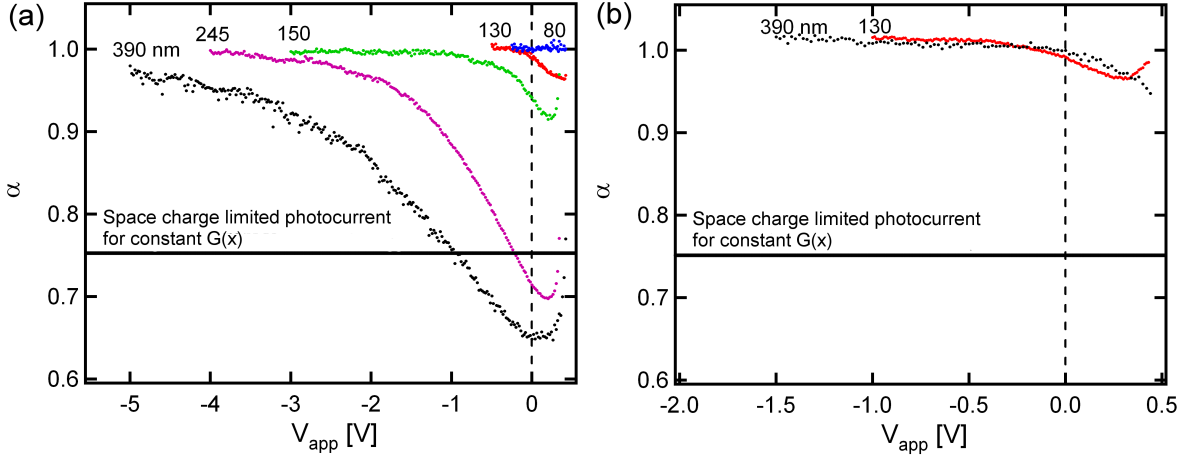 (a)
390 nm
245
150
130
80
1.0
0.9
0.8
0.7
0.6
α
Space charge limited photocurrent
for constant G(x)
-5
-4
-3
-2
-1
0
Vapp [V]
(b)
390 nm
130
1.0
0.9
0.8
0.7
0.6
α
Space charge limited photocurrent
for constant G(x)
-2.0
-1.5
-1.0
-0.5
0.0
0.5
Vapp [V]